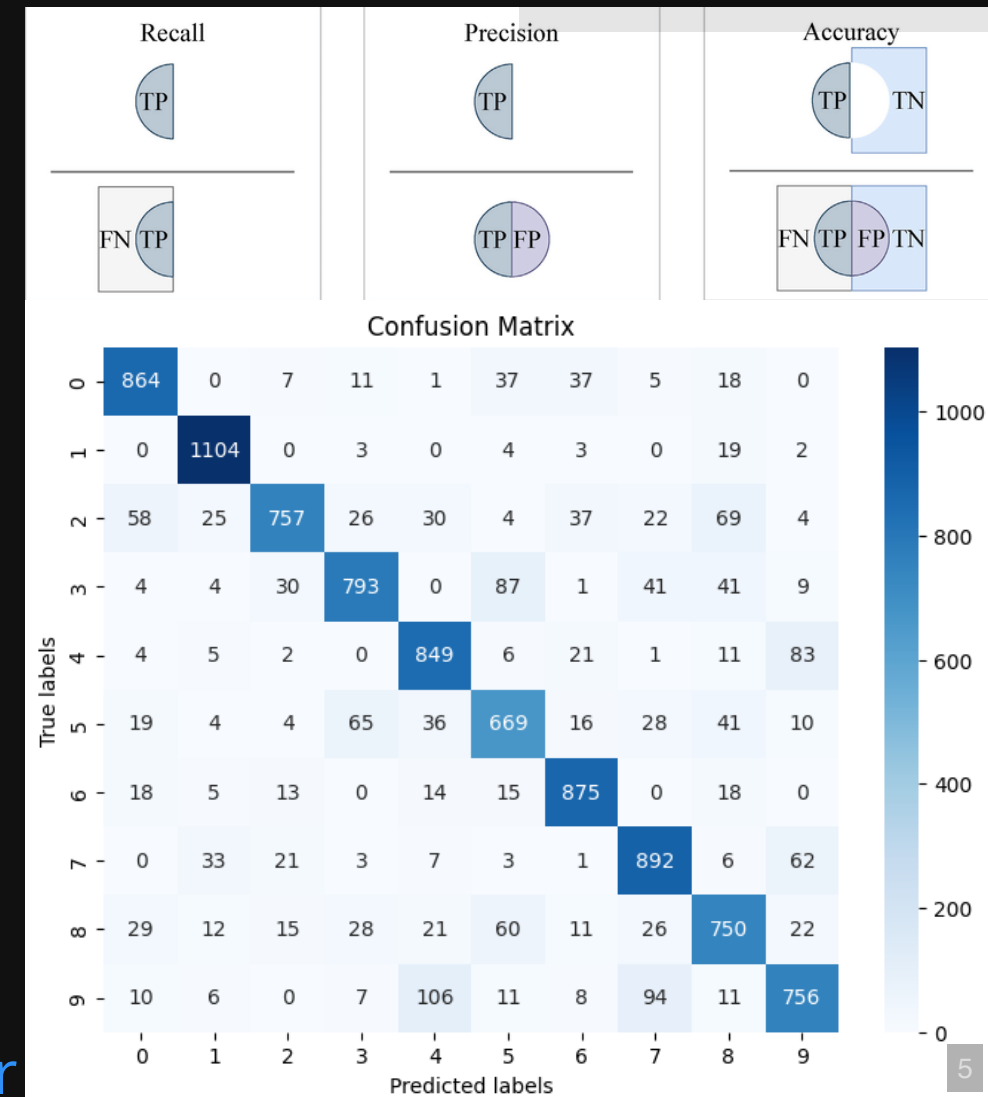 Recall Precision Accuracy
TP TP TP TN
FN TP TP FP FN TP FP TN
Confusion Matrix
0 864 0 7 11 1 37 37 5 18 0
1 0 1104 0 3 0 4 3 0 19 2
2 58 25 757 26 30 4 37 22 69 4
3 4 4 30 793 0 87 1 41 41 9
4 4 5 2 0 849 6 21 1 11 83
5 19 4 4 65 36 669 16 28 41 10
6 18 5 13 0 14 15 875 0 18 0
7 0 33 21 3 7 3 1 892 6 62
8 29 12 15 28 21 60 11 26 750 22
9 10 6 0 7 106 11 8 94 11 756
0 1 2 3 4 5 6 7 8 9
True labels
Predicted labels
1000
800
600
400
200
0
r
5